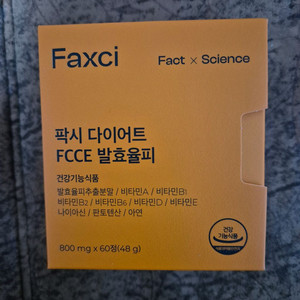 Faxci
Fact × Science
팍시 다이어트
FCCE 발효율피
건강기능식품
발효율피추출분말 / 비타민A / 비타민B1
비타민B2 / 비타민B6 / 비타민D / 비타민E
나이아신 / 판토텐산 / 아연
건강
기능식품
800 mg x 60정(48 g)